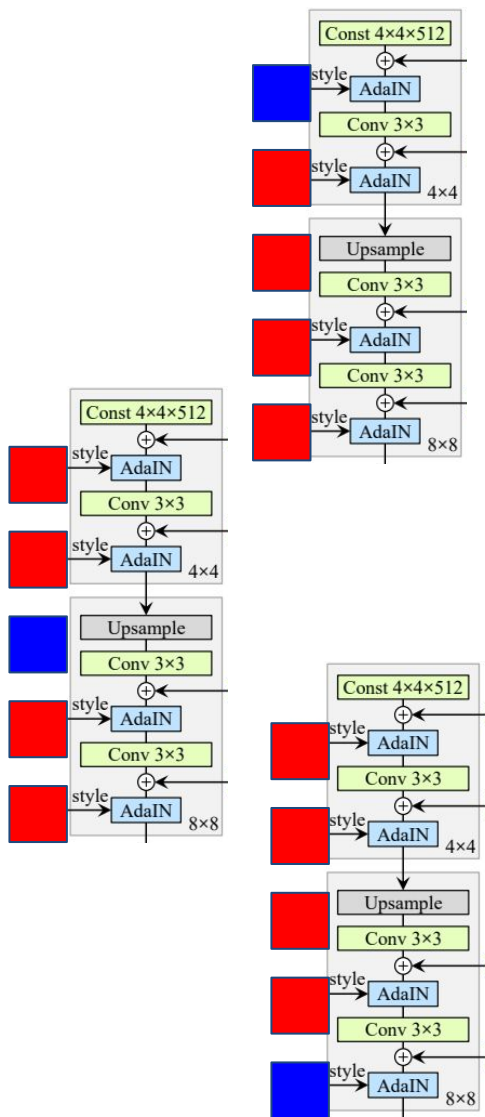 Const 4×4×512
style
AdaIN
Conv 3×3
style
AdaIN
4×4
Upsample
Conv 3×3
style
AdaIN
Conv 3×3
style
AdaIN
8×8
Const 4×4×512
style
AdaIN
Conv 3×3
style
AdaIN
4×4
Upsample
Conv 3×3
style
AdaIN
Conv 3×3
style
AdaIN
8×8
Const 4×4×512
style
AdaIN
Conv 3×3
style
AdaIN
4×4
Upsample
Conv 3×3
style
AdaIN
Conv 3×3
style
AdaIN
8×8